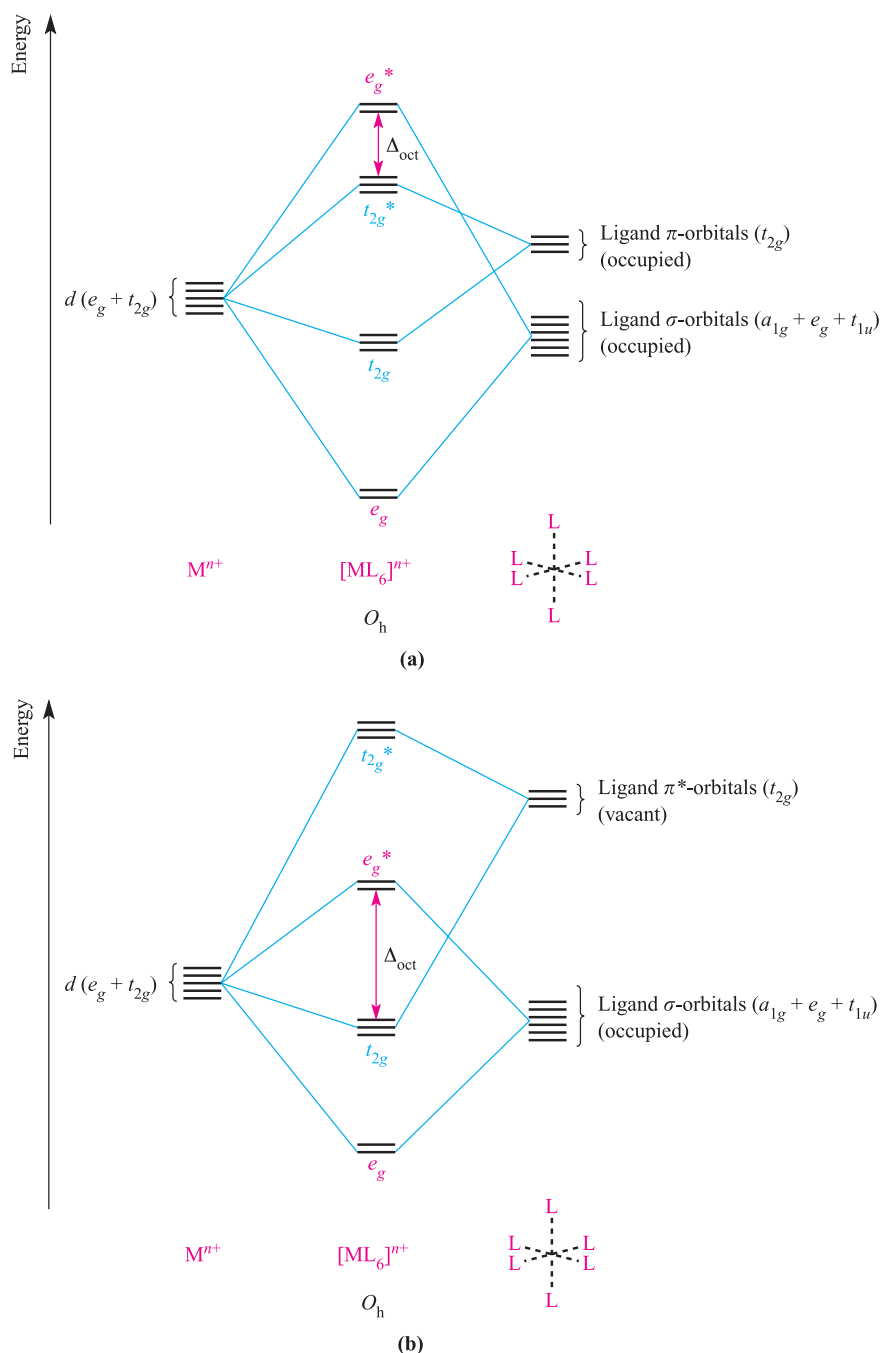 Energy
e_g*
Δ_oct
t_2g*
Ligand π-orbitals (t_2g)
(occupied)
d (e_g + t_2g)
Ligand σ-orbitals (a_1g + e_g + t_1u)
(occupied)
t_2g
e_g
L
L L
L L
L
M^n+ [ML_6]^n+
O_h
(a)
Energy
t_2g*
Ligand π*-orbitals (t_2g)
(vacant)
e_g*
Δ_oct
d (e_g + t_2g)
Ligand σ-orbitals (a_1g + e_g + t_1u)
(occupied)
t_2g
e_g
L
L L
L L
L
M^n+ [ML_6]^n+
O_h
(b)